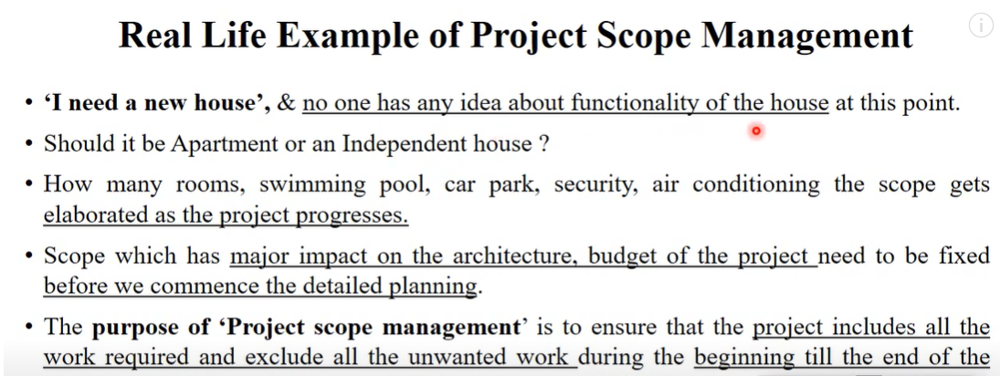 Real Life Example of Project Scope Management
• ‘I need a new house’, & no one has any idea about functionality of the house at this point.
• Should it be Apartment or an Independent house ?
• How many rooms, swimming pool, car park, security, air conditioning the scope gets
elaborated as the project progresses.
• Scope which has major impact on the architecture, budget of the project need to be fixed
before we commence the detailed planning.
• The purpose of ‘Project scope management’ is to ensure that the project includes all the
work required and exclude all the unwanted work during the beginning till the end of the